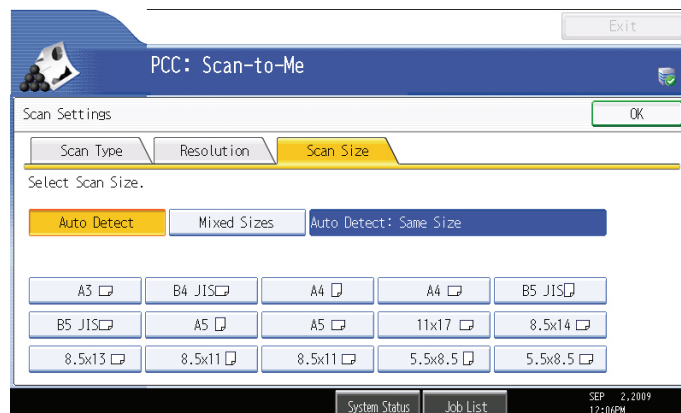 Exit
PCC: Scan-to-Me
Scan Settings OK
Scan Type Resolution Scan Size
Select Scan Size.
Auto Detect Mixed Sizes Auto Detect: Same Size
A3 B4 JIS A4 A4 B5 JIS
B5 JIS A5 A5 11x17 8.5x14
8.5x13 8.5x11 8.5x11 5.5x8.5 5.5x8.5
System Status Job List SEP 2,2009
12:06PM